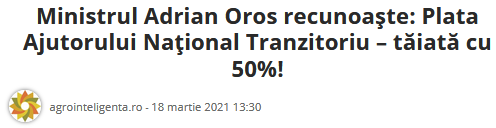 Ministrul Adrian Oros recunoaşte: Plata
Ajutorului Naţional Tranzitoriu – tăiată cu
50%!
agrointeligenta.ro - 18 martie 2021 13:30